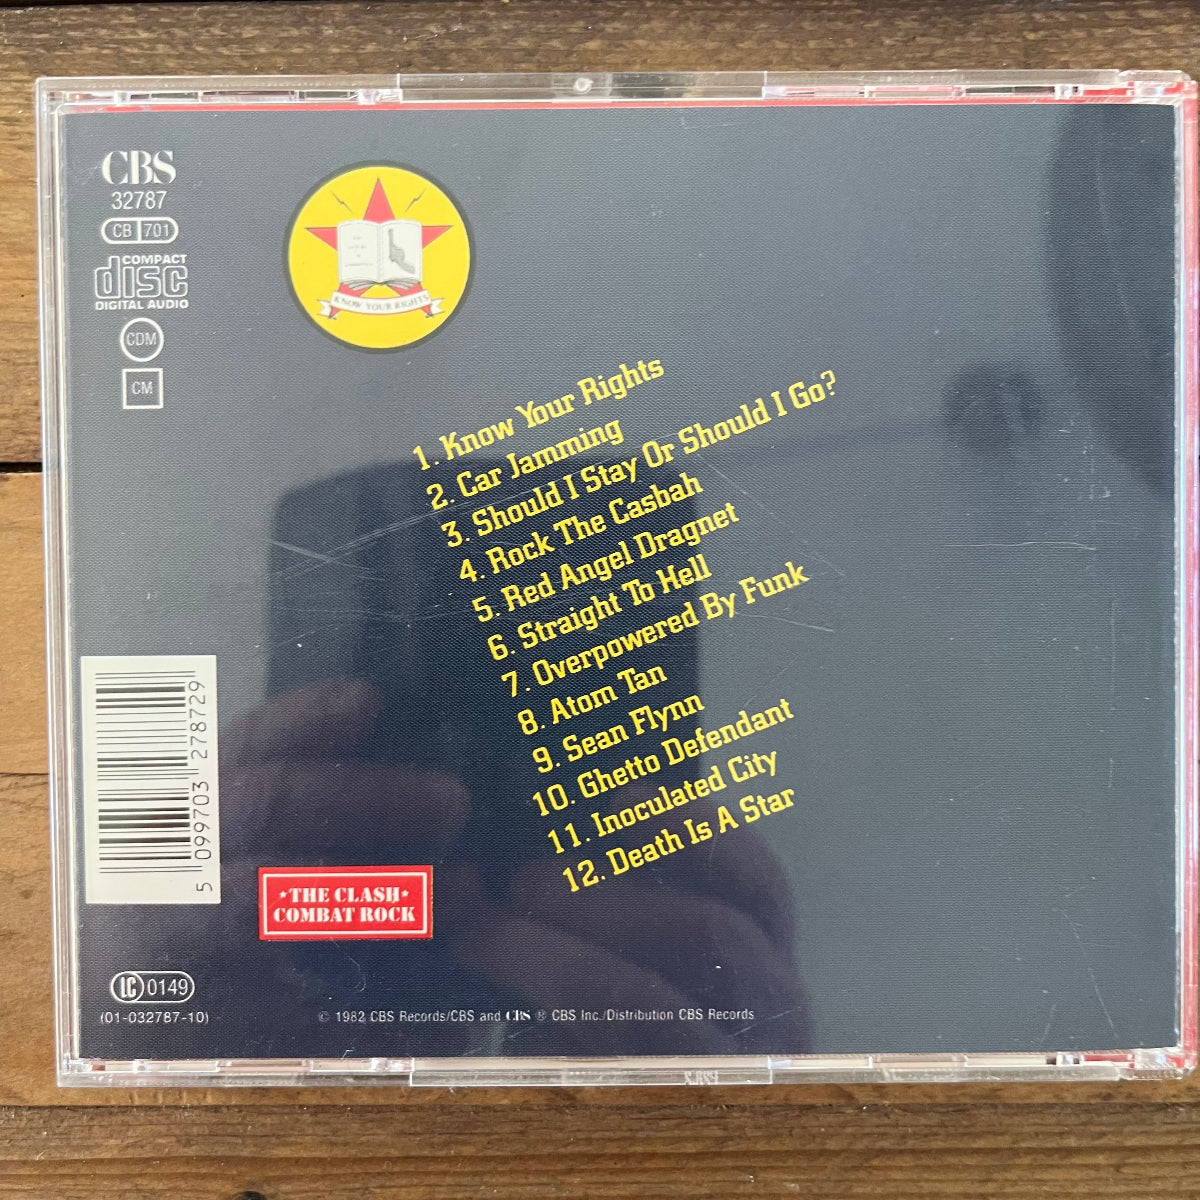 CBS
32787
CB 701
COMPACT
disc
DIGITAL AUDIO
CDM
CM
KNOW YOUR RIGHTS
1. Know Your Rights
2. Car Jamming
3. Should I Stay Or Should I Go?
4. Rock The Casbah
5. Red Angel Dragnet
6. Straight To Hell
7. Overpowered By Funk
8. Atom Tan
9. Sean Flynn
10. Ghetto Defendant
11. Inoculated City
12. Death Is A Star
5 099703 278729
★THE CLASH★
COMBAT ROCK
LC 0149
(01-032787-10)
© 1982 CBS Records/CBS and CBS ® CBS Inc./Distribution CBS Records